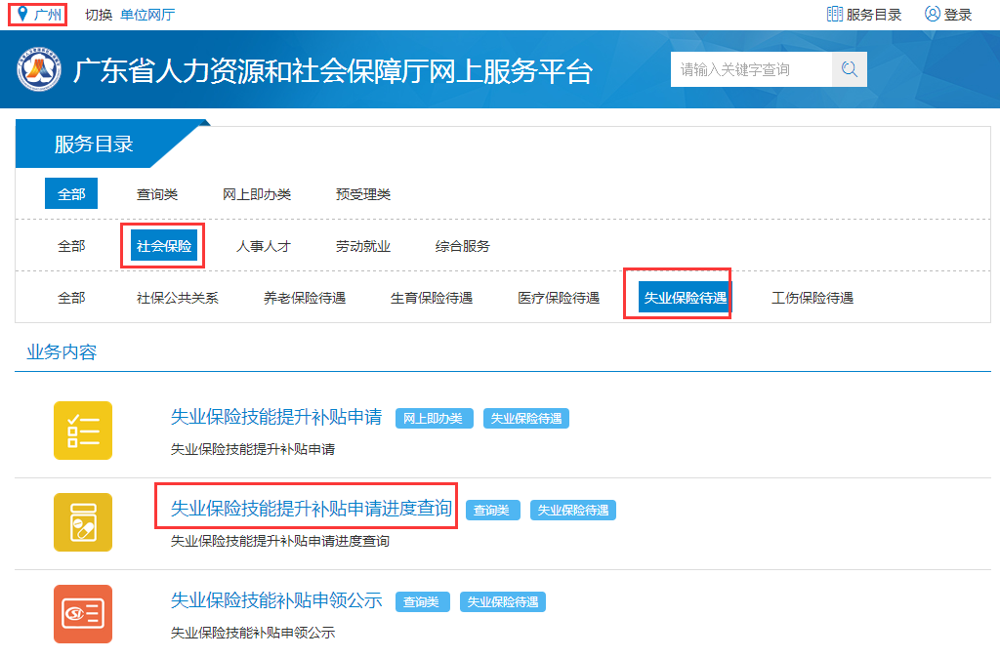 广州 切换 单位网厅 服务目录 登录
广东省人力资源和社会保障厅网上服务平台 请输入关键字查询
服务目录
全部 查询类 网上即办类 预受理类
全部 社会保险 人事人才 劳动就业 综合服务
全部 社保公共关系 养老保险待遇 生育保险待遇 医疗保险待遇 失业保险待遇 工伤保险待遇
业务内容
失业保险技能提升补贴申请 网上即办类 失业保险待遇
失业保险技能提升补贴申请
失业保险技能提升补贴申请进度查询 查询类 失业保险待遇
失业保险技能提升补贴申请进度查询
失业保险技能补贴申领公示 查询类 失业保险待遇
失业保险技能补贴申领公示